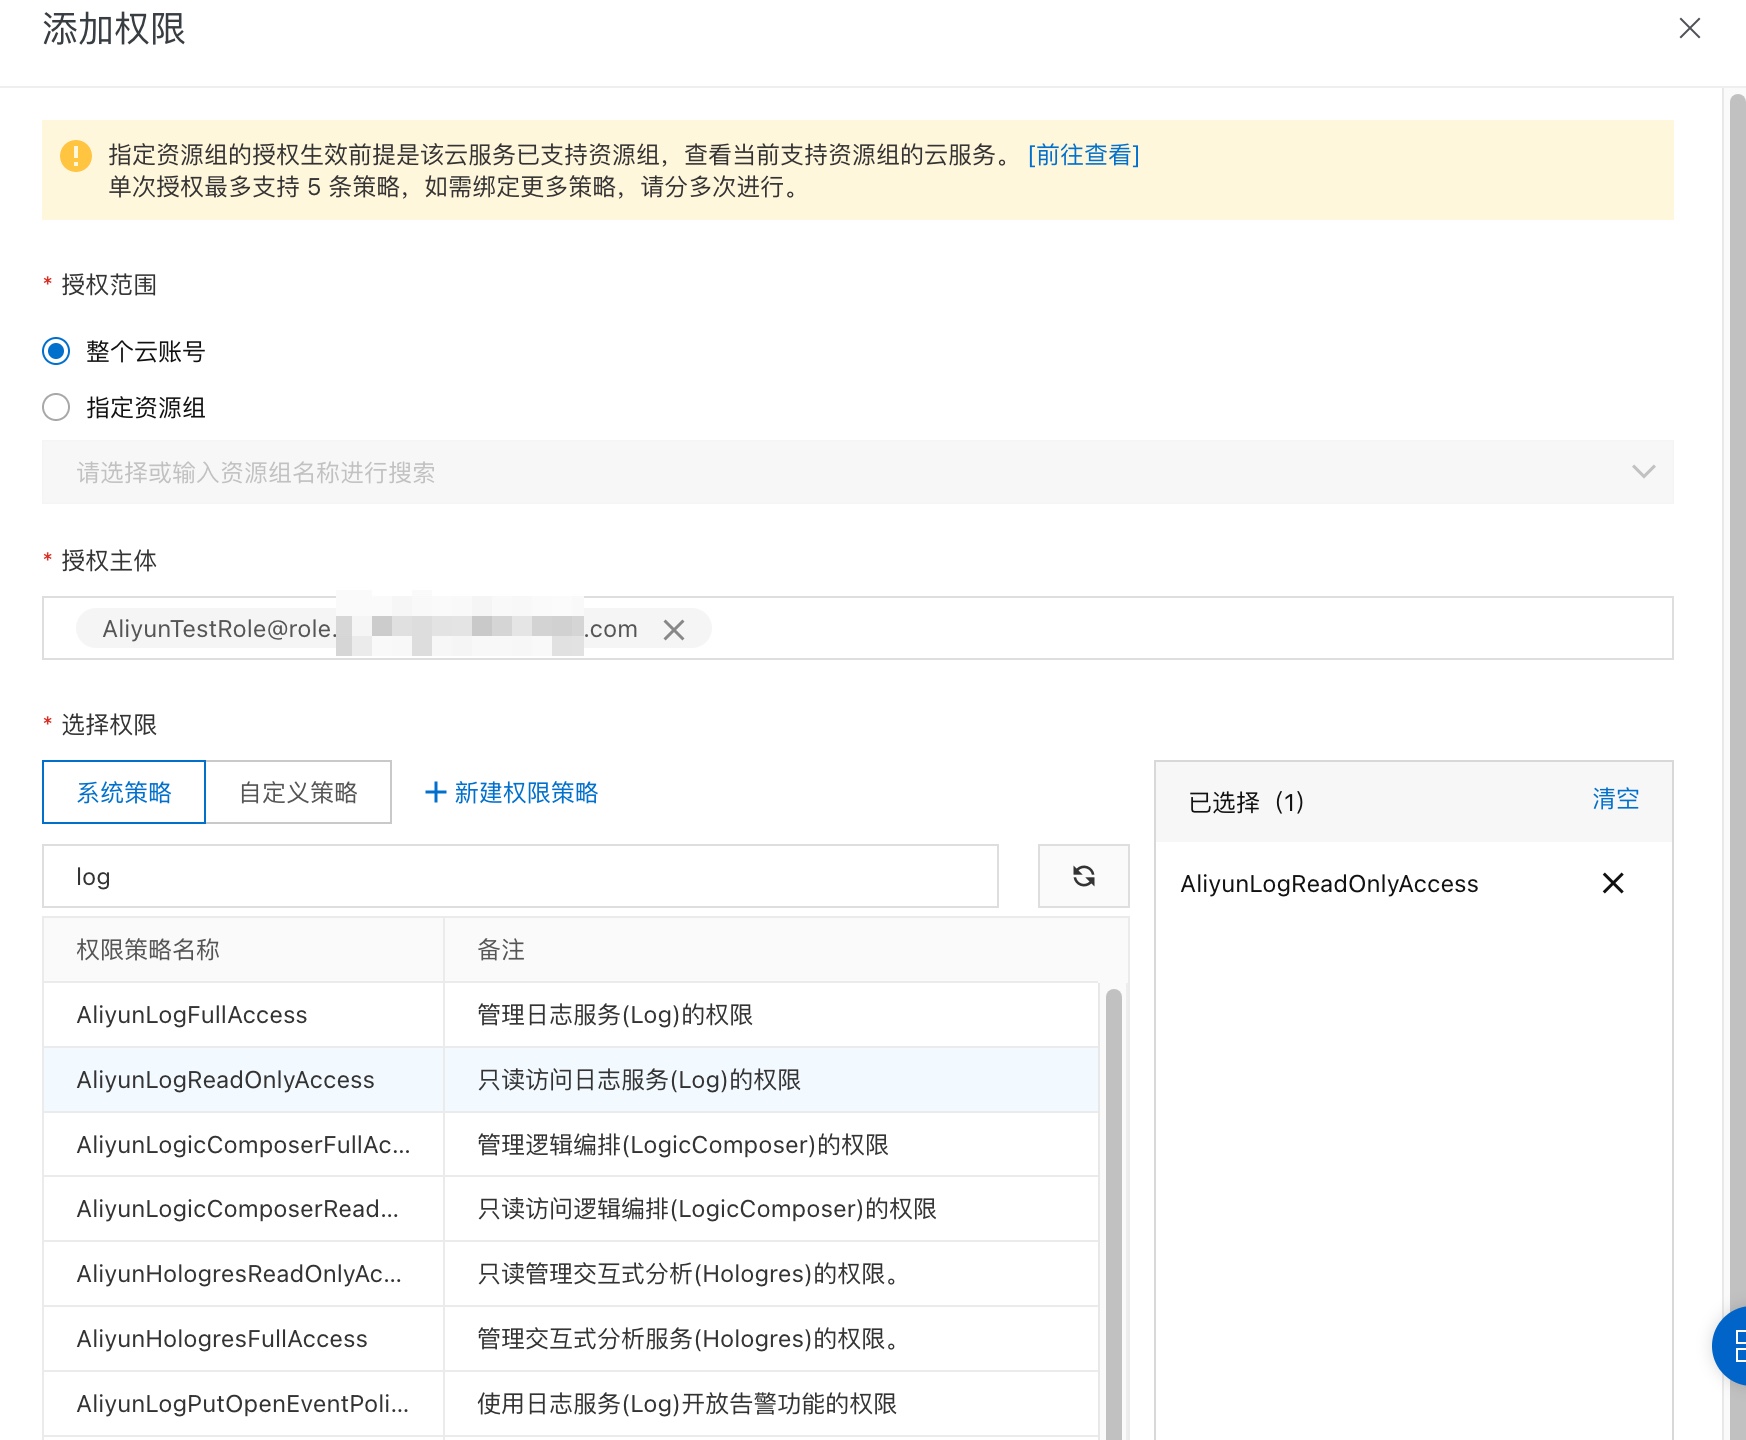 添加权限
指定资源组的授权生效前提是该云服务已支持资源组，查看当前支持资源组的云服务。 [前往查看]
单次授权最多支持 5 条策略，如需绑定更多策略，请分多次进行。
* 授权范围
整个云账号
指定资源组
请选择或输入资源组名称进行搜索
* 授权主体
AliyunTestRole@role. .com
* 选择权限
系统策略
自定义策略
+ 新建权限策略
log
权限策略名称 备注
AliyunLogFullAccess 管理日志服务(Log)的权限
AliyunLogReadOnlyAccess 只读访问日志服务(Log)的权限
AliyunLogicComposerFullAc... 管理逻辑编排(LogicComposer)的权限
AliyunLogicComposerRead... 只读访问逻辑编排(LogicComposer)的权限
AliyunHologresReadOnlyAc... 只读管理交互式分析(Hologres)的权限。
AliyunHologresFullAccess 管理交互式分析服务(Hologres)的权限。
AliyunLogPutOpenEventPoli... 使用日志服务(Log)开放告警功能的权限
已选择（1） 清空
AliyunLogReadOnlyAccess